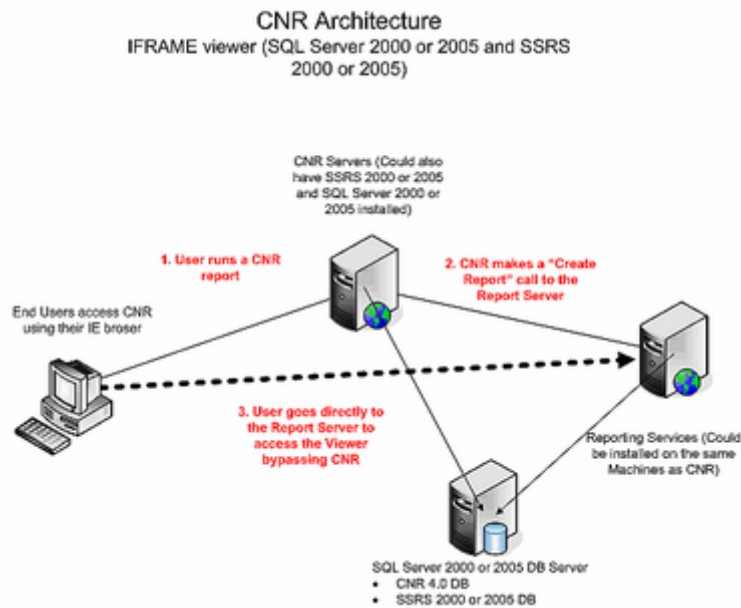 CNR Architecture
IFRAME viewer (SQL Server 2000 or 2005 and SSRS
2000 or 2005)
CNR Servers (Could also
have SSRS 2000 or 2005
and SQL Server 2000 or
2005 installed)
1. User runs a CNR
report
2. CNR makes a “Create
Report” call to the
Report Server
End Users access CNR
using their IE broser
3. User goes directly to
the Report Server to
access the Viewer
bypassing CNR
Reporting Services (Could
be installed on the same
Machines as CNR)
SQL Server 2000 or 2005 DB Server
• CNR 4.0 DB
• SSRS 2000 or 2005 DB